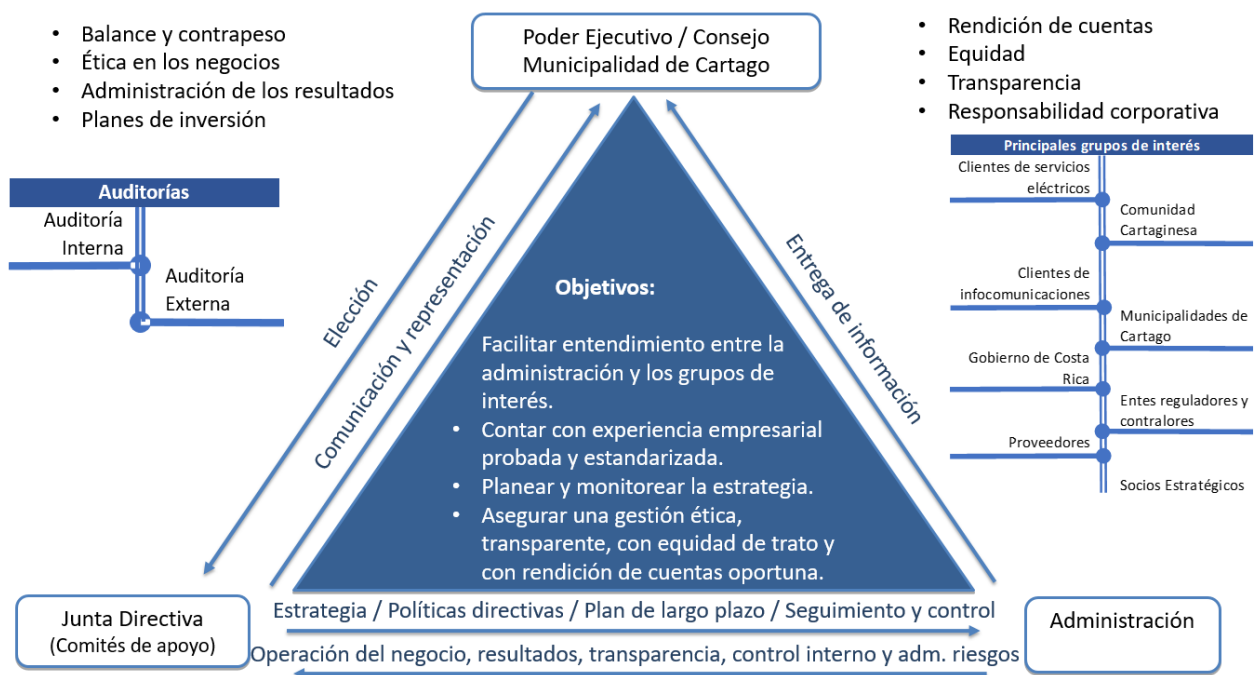 • Balance y contrapeso
• Ética en los negocios
• Administración de los resultados
• Planes de inversión
Poder Ejecutivo / Consejo
Municipalidad de Cartago
• Rendición de cuentas
• Equidad
• Transparencia
• Responsabilidad corporativa
Auditorías
Auditoría
Interna
Auditoría
Externa
Principales grupos de interés
Clientes de servicios
eléctricos
Comunidad
Cartaginesa
Clientes de
infocomunicaciones
Municipalidades de
Cartago
Gobierno de Costa
Rica
Entes reguladores y
contralores
Proveedores
Socios Estratégicos
Elección
Comunicación y representación
Entrega de información
Objetivos:
Facilitar entendimiento entre la
administración y los grupos de
interés.
• Contar con experiencia empresarial
probada y estandarizada.
• Planear y monitorear la estrategia.
• Asegurar una gestión ética,
transparente, con equidad de trato y
con rendición de cuentas oportuna.
Junta Directiva
(Comités de apoyo)
Estrategia / Políticas directivas / Plan de largo plazo / Seguimiento y control
Operación del negocio, resultados, transparencia, control interno y adm. riesgos
Administración